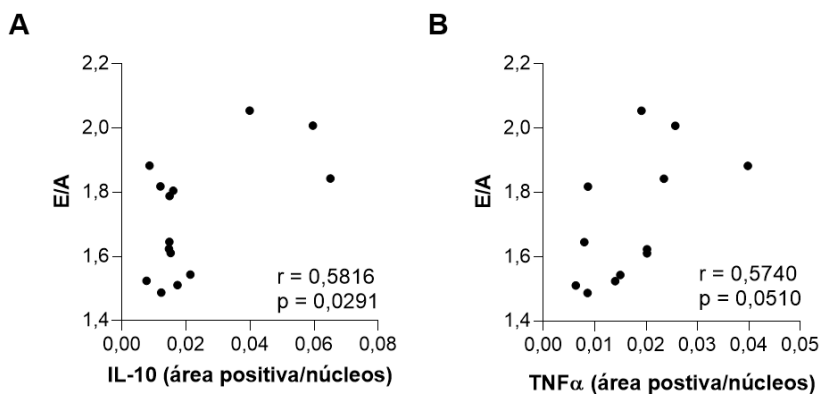 A
E/A
2,2
2,0
1,8
1,6
1,4
r = 0,5816
p = 0,0291
0,00 0,02 0,04 0,06 0,08
IL-10 (área positiva/núcleos)
B
E/A
2,2
2,0
1,8
1,6
1,4
r = 0,5740
p = 0,0510
0,00 0,01 0,02 0,03 0,04 0,05
TNFα (área postiva/núcleos)